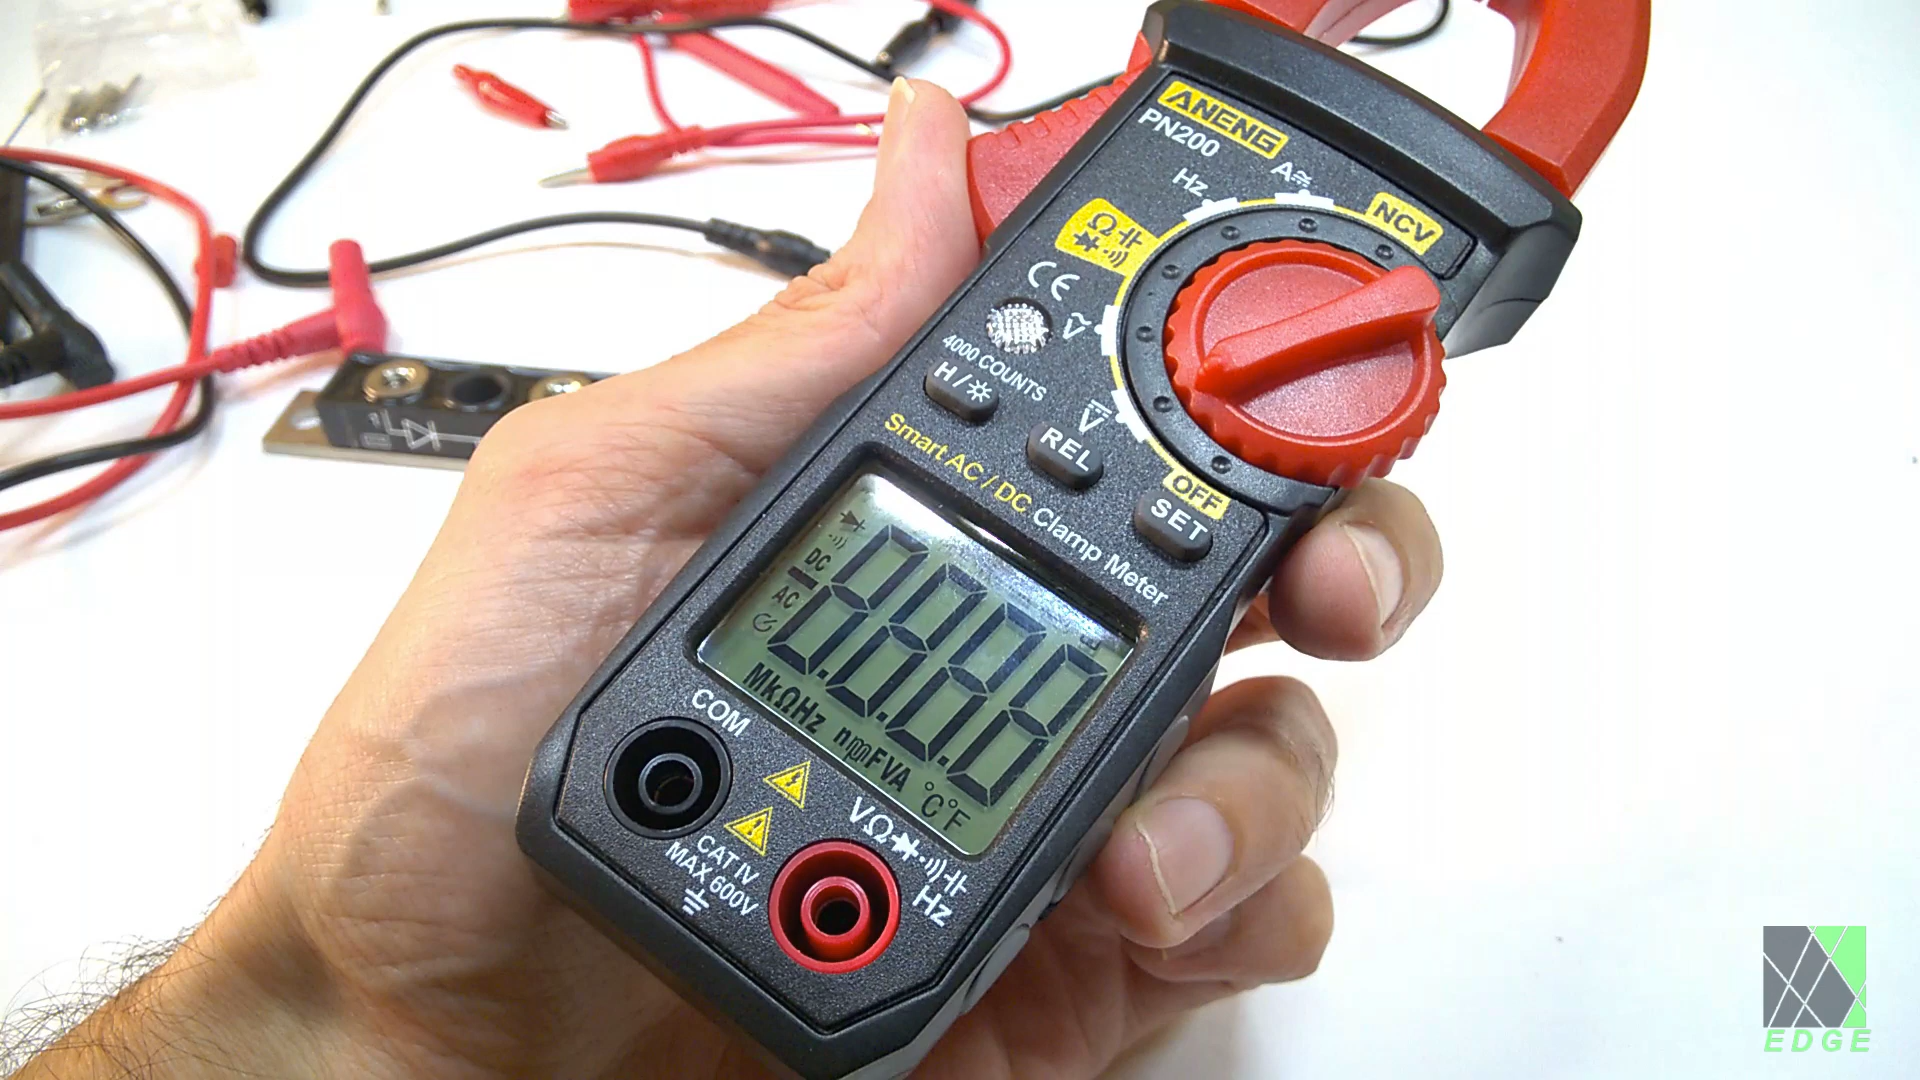 ANENG
PN200
A≂
Hz
NCV
Ω
CE
Ṽ
4000 COUNTS
H/☼
V⎓
REL
OFF
SET
Smart AC / DC Clamp Meter
DC
AC
8.8.8.8
MkΩHz nµmFVA °C°F
COM
VΩ
Hz
CAT IV
MAX 600V
EDGE